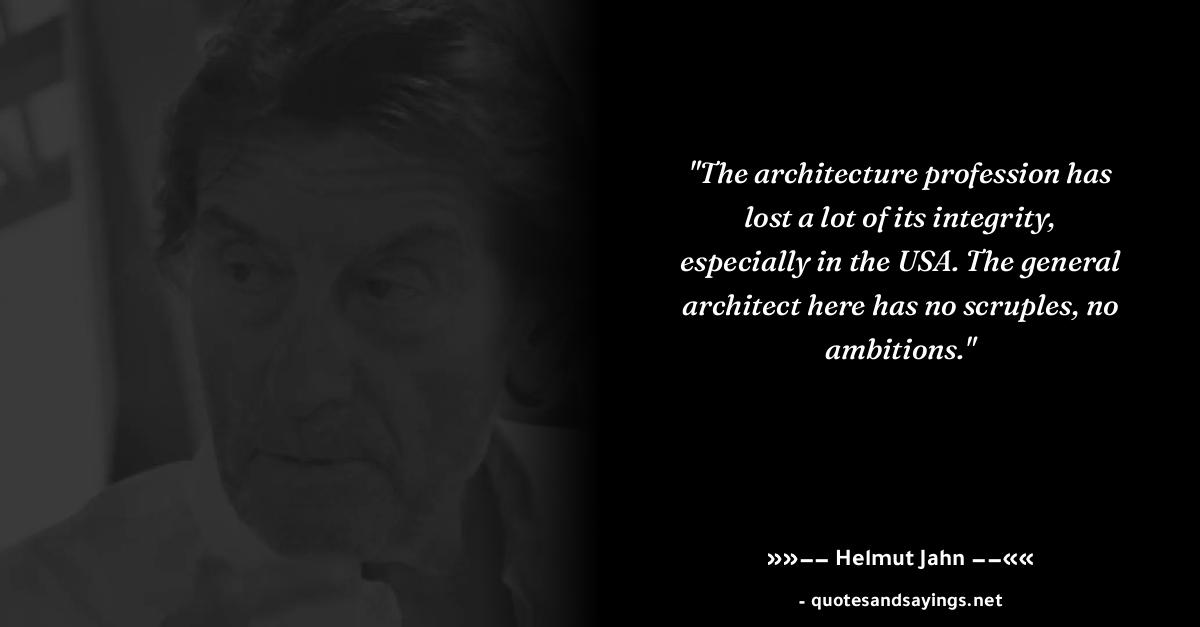 "The architecture profession has
lost a lot of its integrity,
especially in the USA. The general
architect here has no scruples, no
ambitions."
»»−− Helmut Jahn −−««
- quotesandsayings.net